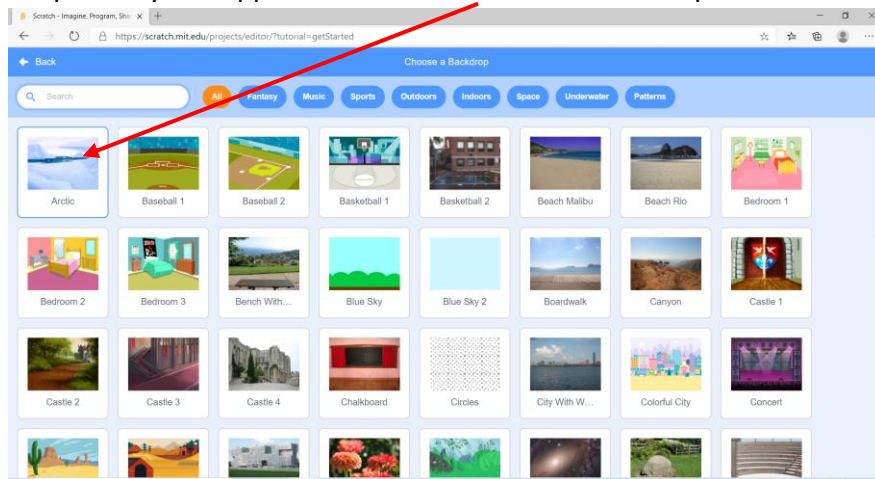 Scratch - Imagine, Program, Sha
https://scratch.mit.edu/projects/editor/?tutorial=getStarted
Back
Choose a Backdrop
Search
All Fantasy Music Sports Outdoors Indoors Space Underwater Patterns
Arctic Baseball 1 Baseball 2 Basketball 1 Basketball 2 Beach Malibu Beach Rio Bedroom 1
Bedroom 2 Bedroom 3 Bench With... Blue Sky Blue Sky 2 Boardwalk Canyon Castle 1
Castle 2 Castle 3 Castle 4 Chalkboard Circles City With W... Colorful City Concert